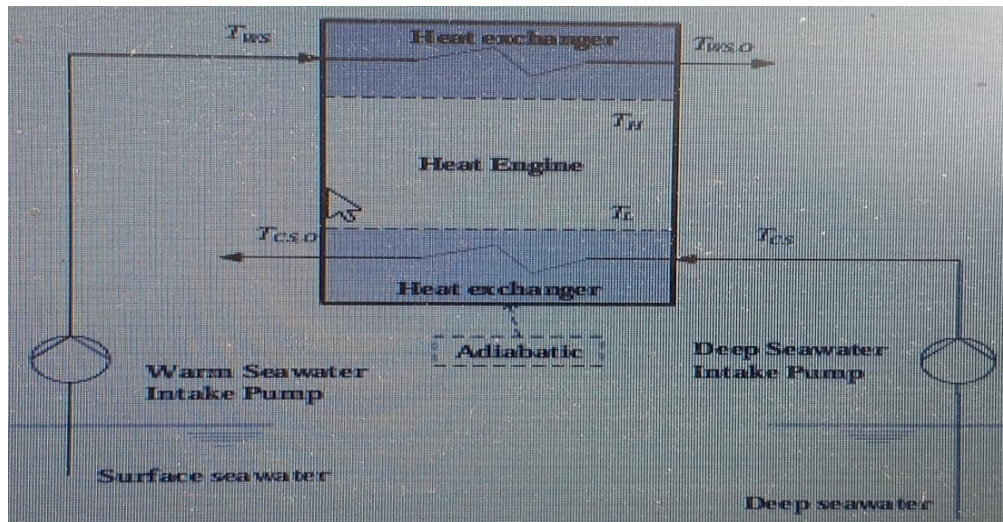 T_WS
Heat exchanger
T_WS,O
T_H
Heat Engine
T_L
T_CS,O
T_CS
Heat exchanger
Adiabatic
Warm Seawater
Intake Pump
Deep Seawater
Intake Pump
Surface seawater
Deep seawater